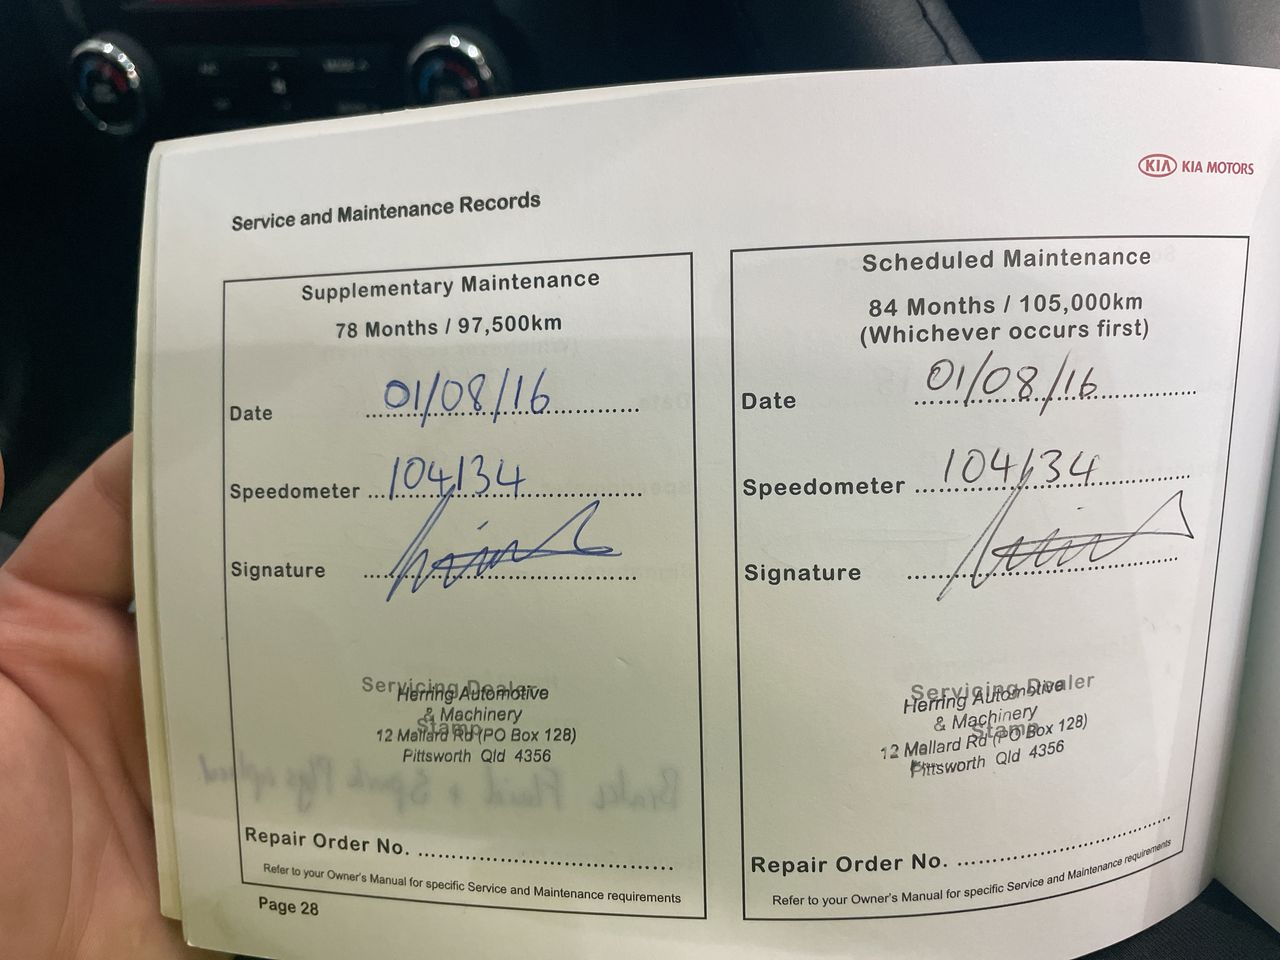 KIA KIA MOTORS
Service and Maintenance Records
Supplementary Maintenance
78 Months / 97,500km
Date 01/08/16
Speedometer 104134
Signature
Servicing Dealer
Stamp
Herring Automotive
& Machinery
12 Mallard Rd (PO Box 128)
Pittsworth Qld 4356
Brake Fluid + Spark Plugs
Repair Order No.
Refer to your Owner's Manual for specific Service and Maintenance requirements
Page 28
Scheduled Maintenance
84 Months / 105,000km
(Whichever occurs first)
Date 01/08/16
Speedometer 104134
Signature
Servicing Dealer
Stamp
Herring Automotive
& Machinery
12 Mallard Rd (PO Box 128)
Pittsworth Qld 4356
Repair Order No.
Refer to your Owner's Manual for specific Service and Maintenance requirements